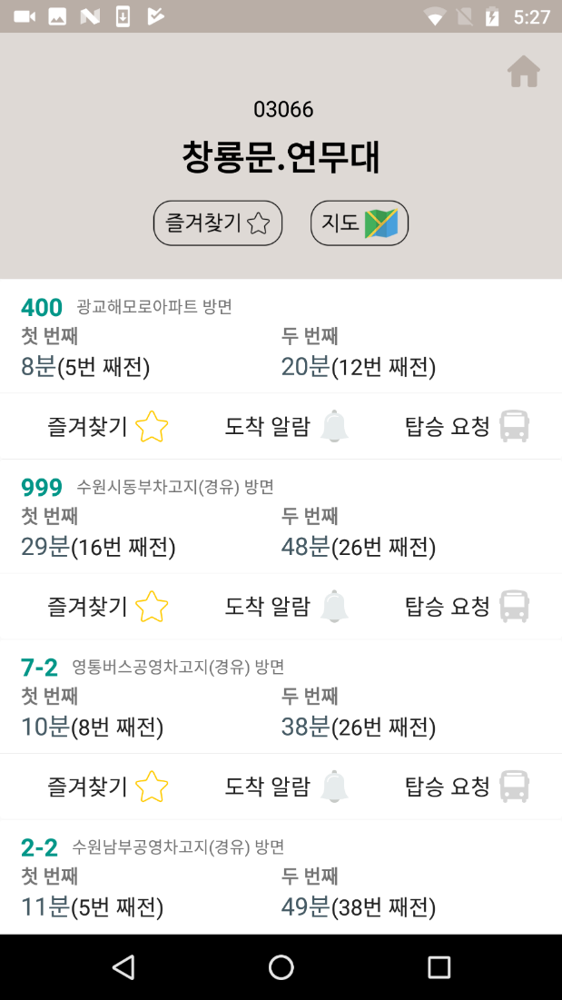 5:27
03066
창룡문.연무대
즐겨찾기 지도
400 광교해모로아파트 방면
첫 번째 두 번째
8분(5번 째전) 20분(12번 째전)
즐겨찾기 도착 알람 탑승 요청
999 수원시동부차고지(경유) 방면
첫 번째 두 번째
29분(16번 째전) 48분(26번 째전)
즐겨찾기 도착 알람 탑승 요청
7-2 영통버스공영차고지(경유) 방면
첫 번째 두 번째
10분(8번 째전) 38분(26번 째전)
즐겨찾기 도착 알람 탑승 요청
2-2 수원남부공영차고지(경유) 방면
첫 번째 두 번째
11분(5번 째전) 49분(38번 째전)